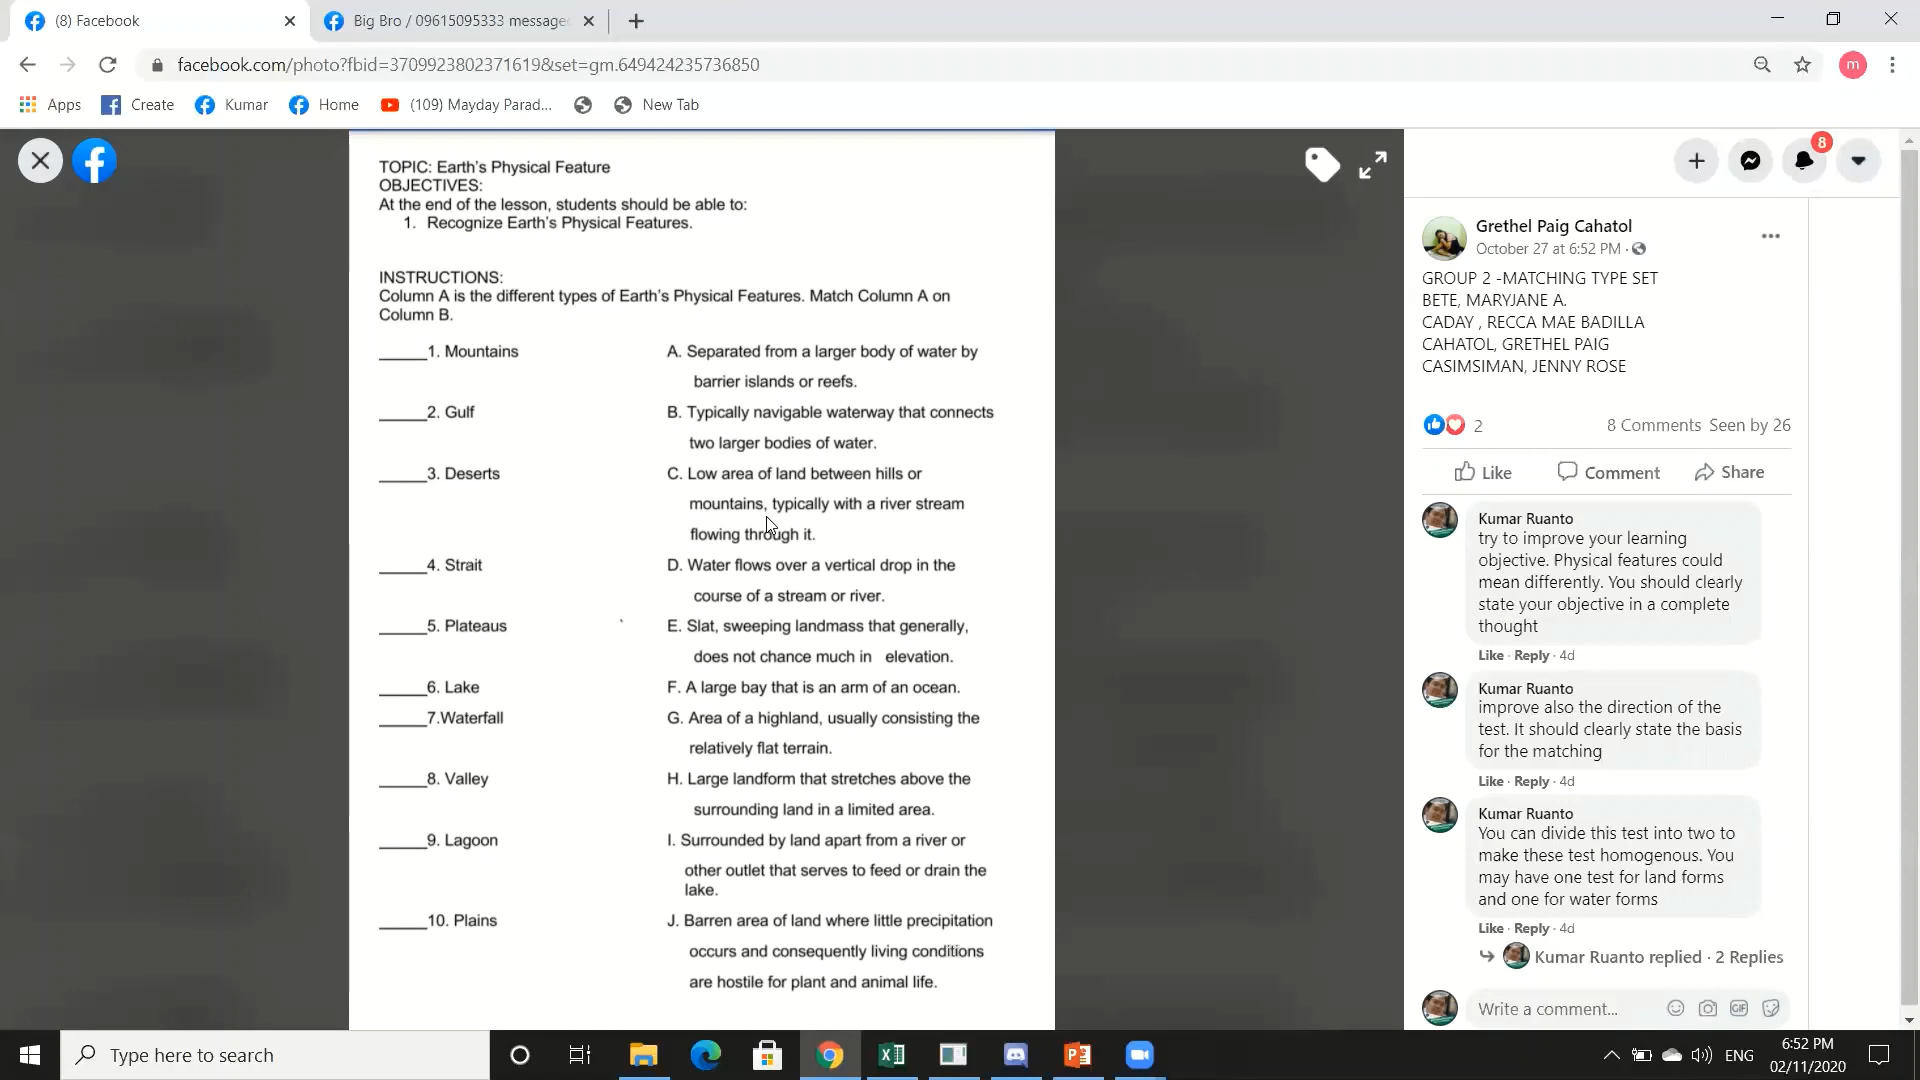 (8) Facebook
Big Bro / 09615095333 message
facebook.com/photo?fbid=3709923802371619&set=gm.649424235736850
m
Apps
Create
Kumar
Home
(109) Mayday Parad...
New Tab
TOPIC: Earth's Physical Feature
OBJECTIVES:
At the end of the lesson, students should be able to:
1. Recognize Earth's Physical Features.
INSTRUCTIONS:
Column A is the different types of Earth's Physical Features. Match Column A on
Column B.
______1. Mountains
A. Separated from a larger body of water by
barrier islands or reefs.
______2. Gulf
B. Typically navigable waterway that connects
two larger bodies of water.
______3. Deserts
C. Low area of land between hills or
mountains, typically with a river stream
flowing through it.
______4. Strait
D. Water flows over a vertical drop in the
course of a stream or river.
______5. Plateaus
E. Slat, sweeping landmass that generally,
does not chance much in elevation.
______6. Lake
F. A large bay that is an arm of an ocean.
______7.Waterfall
G. Area of a highland, usually consisting the
relatively flat terrain.
______8. Valley
H. Large landform that stretches above the
surrounding land in a limited area.
______9. Lagoon
I. Surrounded by land apart from a river or
other outlet that serves to feed or drain the
lake.
______10. Plains
J. Barren area of land where little precipitation
occurs and consequently living conditions
are hostile for plant and animal life.
8
Grethel Paig Cahatol
October 27 at 6:52 PM ·
GROUP 2 -MATCHING TYPE SET
BETE, MARYJANE A.
CADAY , RECCA MAE BADILLA
CAHATOL, GRETHEL PAIG
CASIMSIMAN, JENNY ROSE
2
8 Comments Seen by 26
Like
Comment
Share
Kumar Ruanto
try to improve your learning
objective. Physical features could
mean differently. You should clearly
state your objective in a complete
thought
Like · Reply · 4d
Kumar Ruanto
improve also the direction of the
test. It should clearly state the basis
for the matching
Like · Reply · 4d
Kumar Ruanto
You can divide this test into two to
make these test homogenous. You
may have one test for land forms
and one for water forms
Like · Reply · 4d
Kumar Ruanto replied · 2 Replies
Write a comment...
GIF
Type here to search
ENG
6:52 PM
02/11/2020